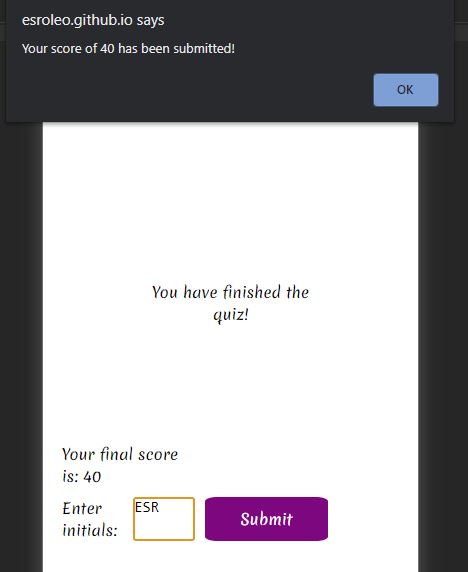 esroleo.github.io says
Your score of 40 has been submitted!
OK
You have finished the
quiz!
Your final score
is: 40
Enter
initials:
ESR
Submit